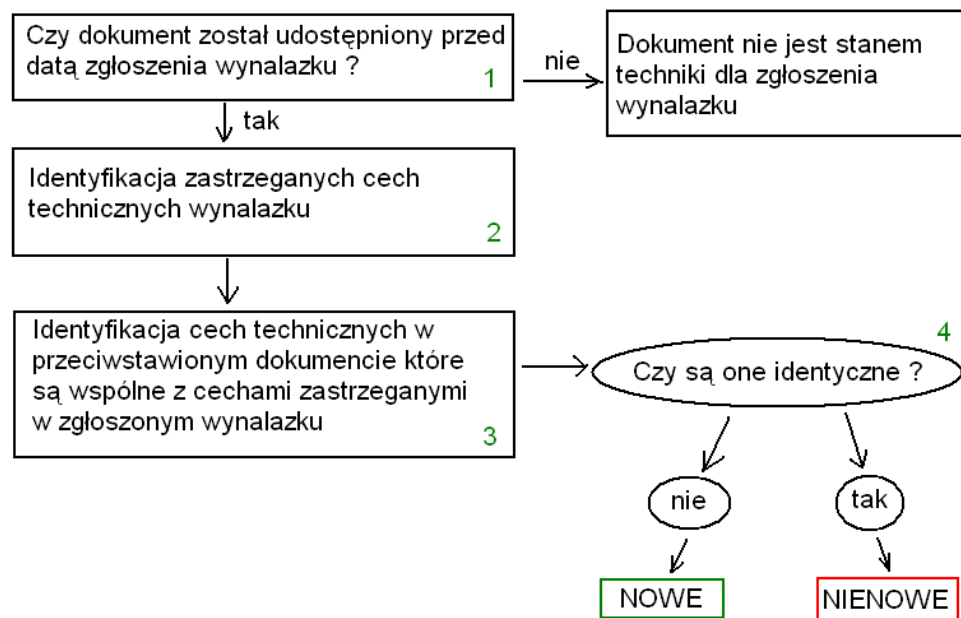 Czy dokument został udostępniony przed
datą zgłoszenia wynalazku ?
1
nie
Dokument nie jest stanem
techniki dla zgłoszenia
wynalazku
tak
Identyfikacja zastrzeganych cech
technicznych wynalazku
2
Identyfikacja cech technicznych w
przeciwstawionym dokumencie które
są wspólne z cechami zastrzeganymi
w zgłoszonym wynalazku
3
4
Czy są one identyczne ?
nie
tak
NOWE
NIENOWE